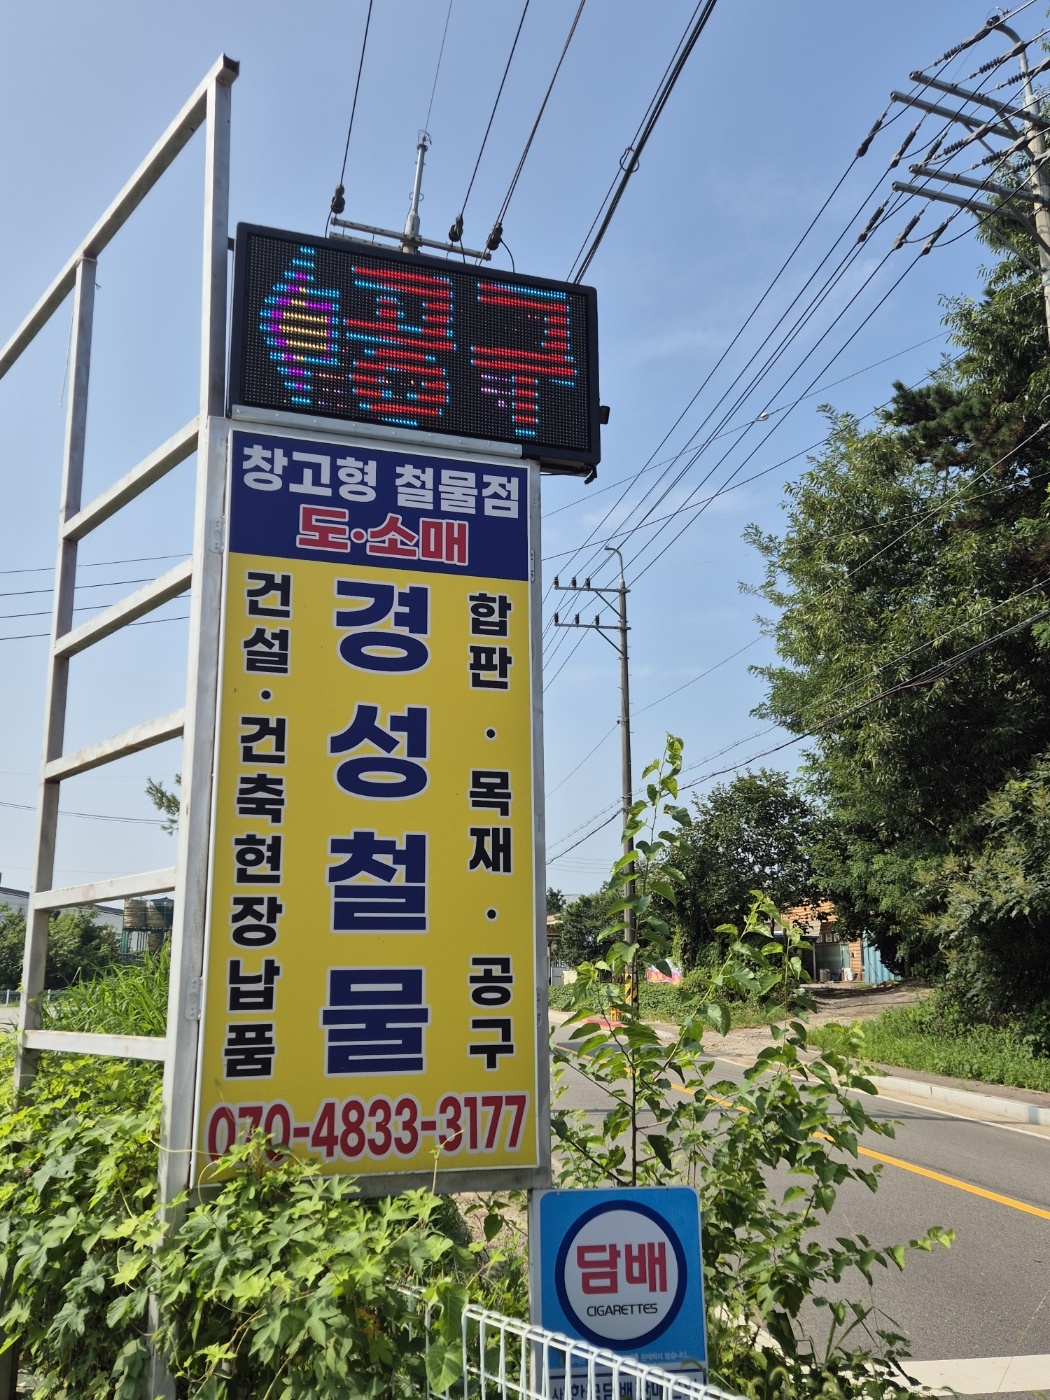 공구
창고형 철물점
도·소매
건설·건축현장납품
경성철물
합판·목재·공구
070-4833-3177
담배
CIGARETTES